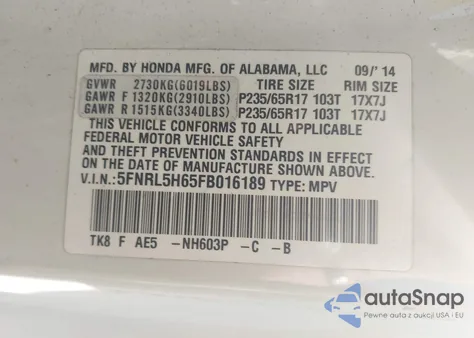 MFD. BY HONDA MFG. OF ALABAMA, LLC 09/'14
GVWR 2730KG(6019LBS) TIRE SIZE RIM SIZE
GAWR F 1320KG(2910LBS) P235/65R17 103T 17X7J
GAWR R 1515KG(3340LBS) P235/65R17 103T 17X7J
THIS VEHICLE CONFORMS TO ALL APPLICABLE
FEDERAL MOTOR VEHICLE SAFETY
AND THEFT PREVENTION STANDARDS IN EFFECT
ON THE DATE OF MANUFACTURE SHOWN ABOVE.
V.I.N.:5FNRL5H65FB016189 TYPE: MPV
TK8 F AE5 -NH603P -C -B
autoSnap
Pewne auta z aukcji USA i EU